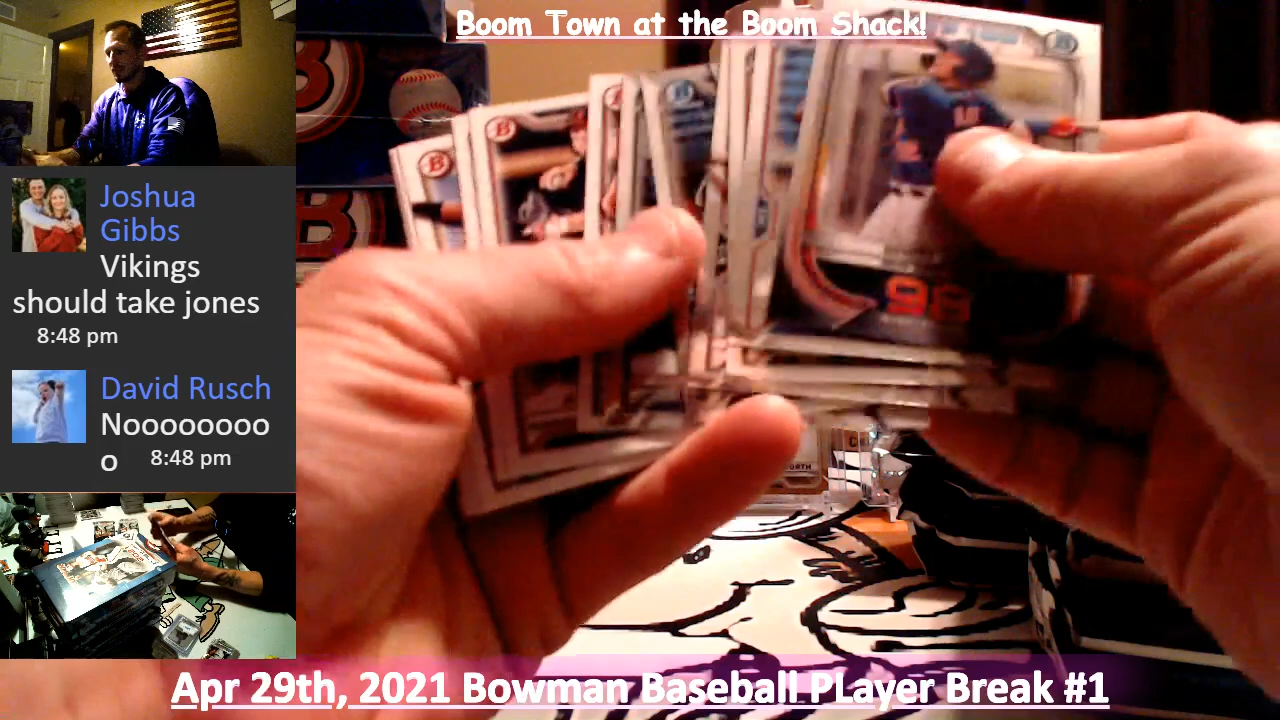 Boom Town at the Boom Shack!
Joshua
Gibbs
Vikings
should take jones
8:48 pm
David Rusch
Noooooooo
o 8:48 pm
98
Apr 29th, 2021 Bowman Baseball PLayer Break #1